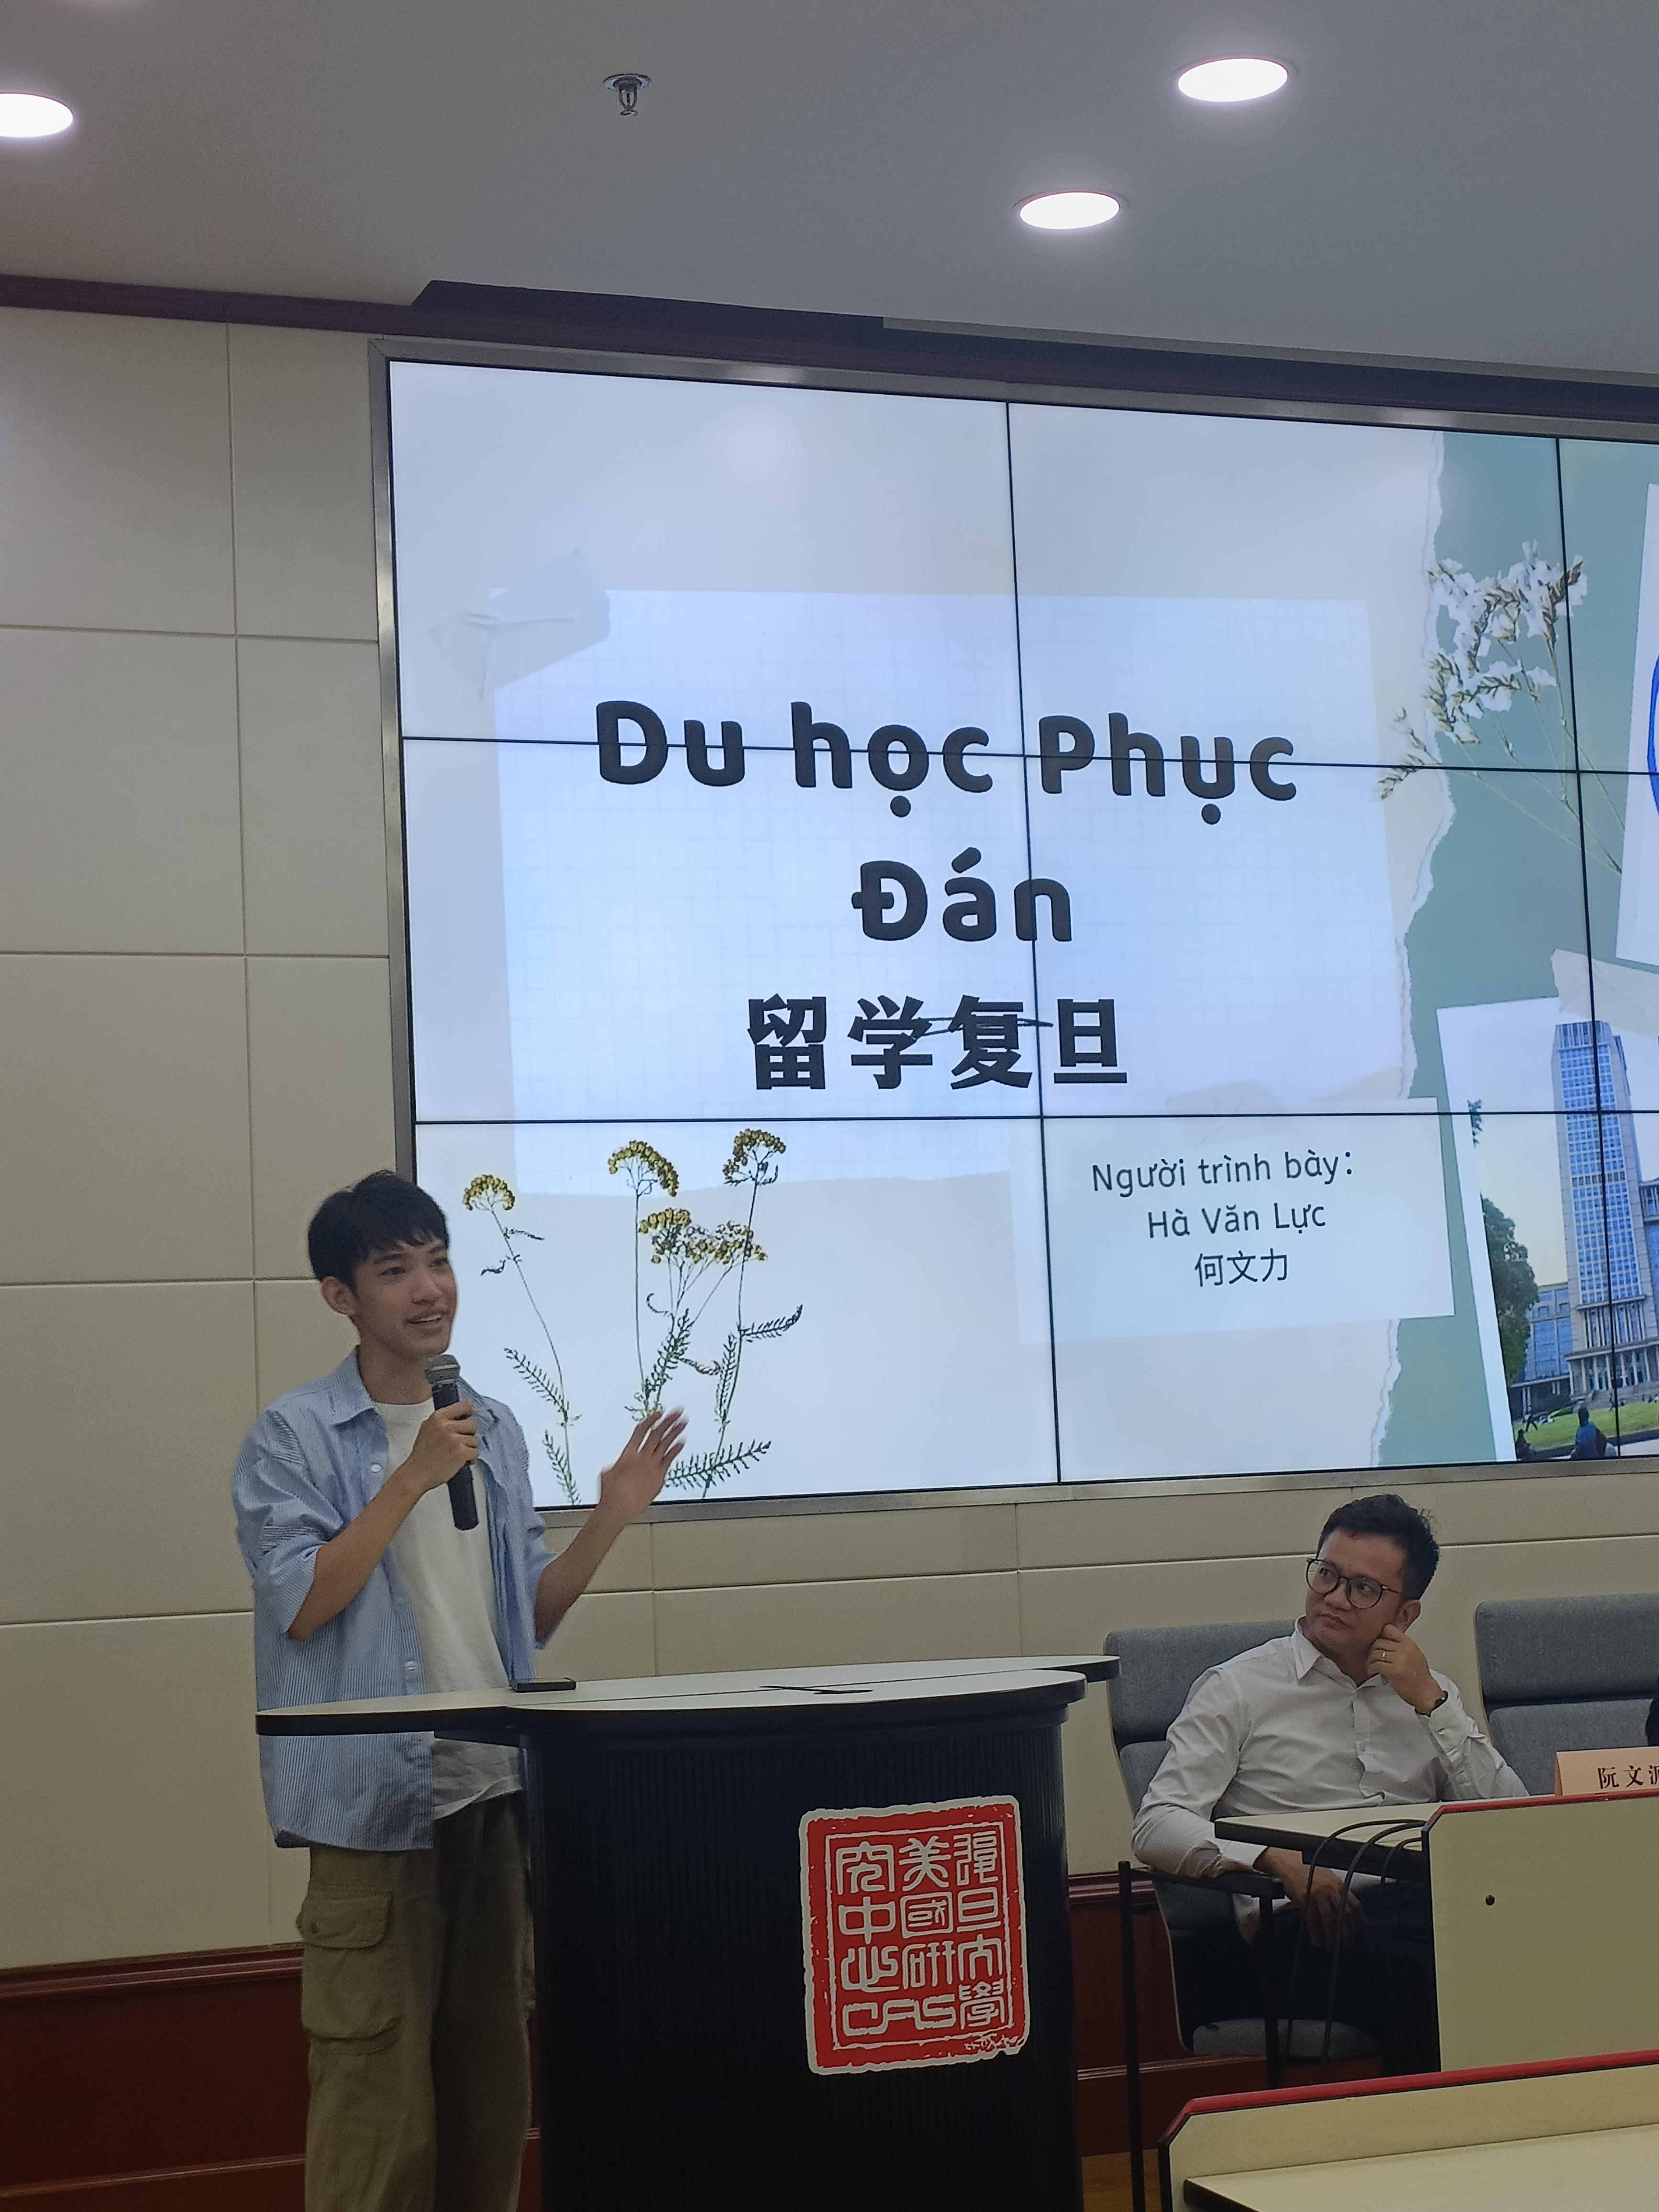 Du học Phục
Đán
留学复旦
Người trình bày:
Hà Văn Lực
何文力
阮文
復旦大學
美國研
究中心
CAS